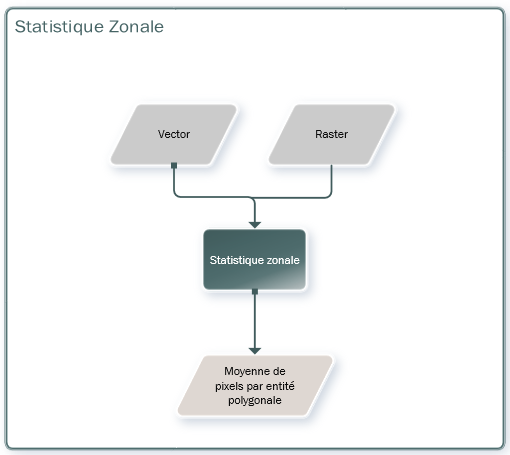 Statistique Zonale
Vector
Raster
Statistique zonale
Moyenne de
pixels par entité
polygonale